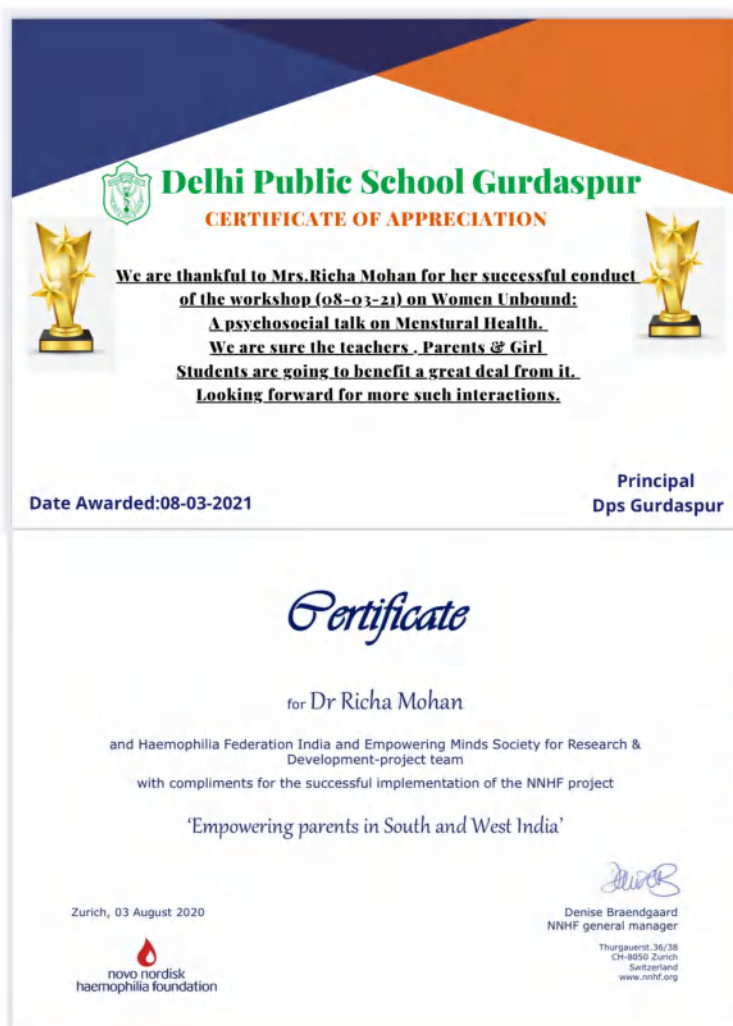 Delhi Public School Gurdaspur
CERTIFICATE OF APPRECIATION
We are thankful to Mrs.Richa Mohan for her successful conduct
of the workshop (08-03-21) on Women Unbound:
A psychosocial talk on Menstural Health.
We are sure the teachers , Parents & Girl
Students are going to benefit a great deal from it.
Looking forward for more such interactions.
Date Awarded:08-03-2021
Principal
Dps Gurdaspur
Certificate
for Dr Richa Mohan
and Haemophilia Federation India and Empowering Minds Society for Research &
Development-project team
with compliments for the successful implementation of the NNHF project
'Empowering parents in South and West India'
Zurich, 03 August 2020
novo nordisk
haemophilia foundation
Denise Braendgaard
NNHF general manager
Thurgauerst.36/38
CH-8050 Zurich
Switzerland
www.nnhf.org